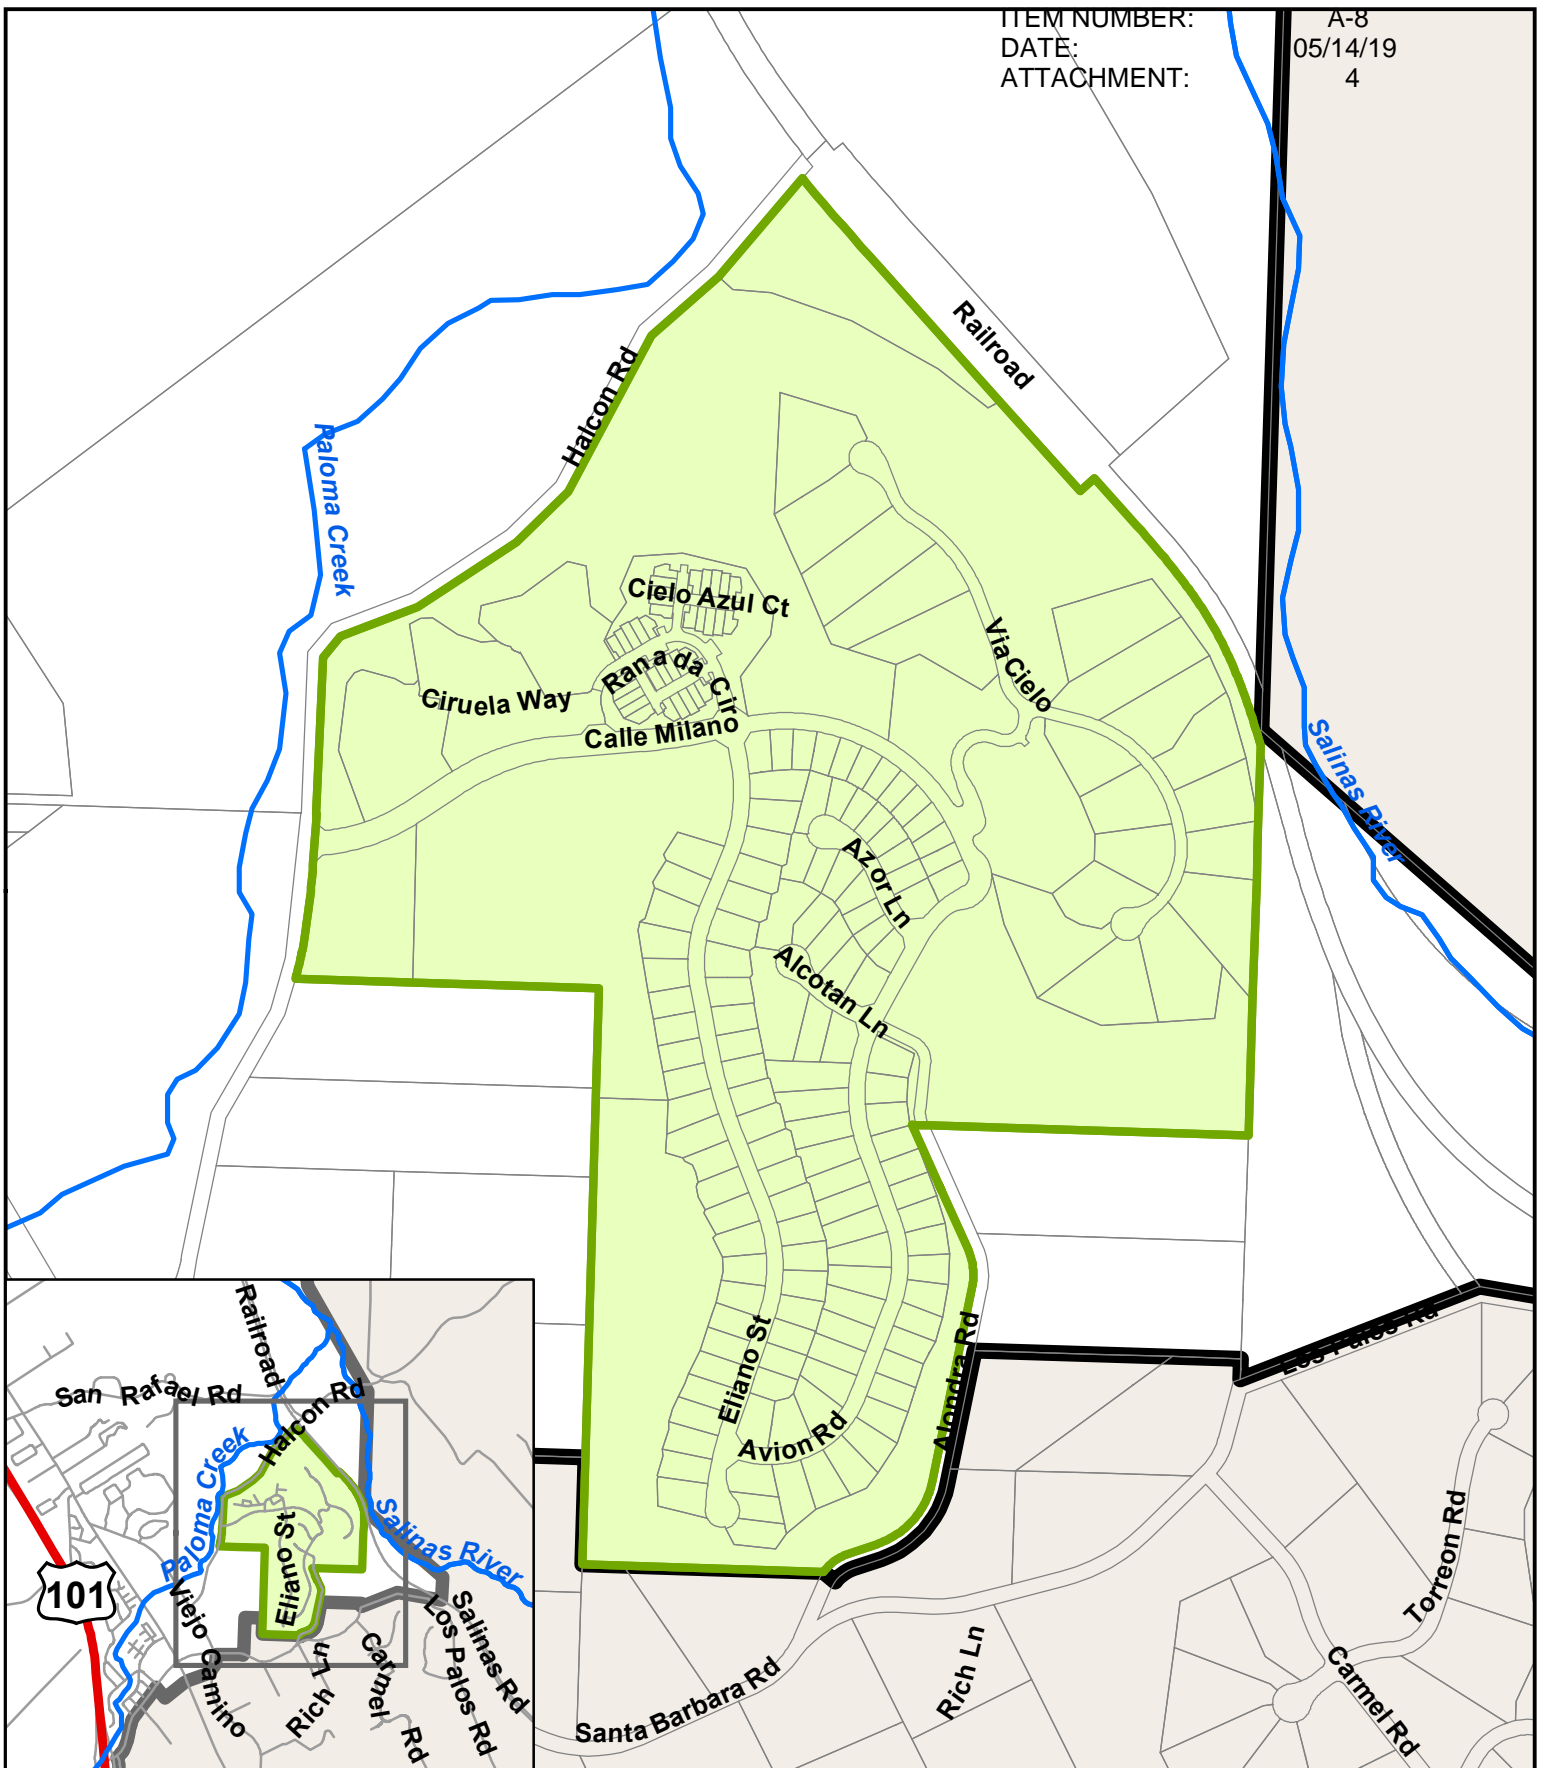 ITEM NUMBER: A-8
DATE: 05/14/19
ATTACHMENT: 4
Railroad
Halcon Rd
Paloma Creek
Cielo Azul Ct
Via Cielo
Ranada Cir
Ciruela Way
Calle Milano
Salinas River
Azor Ln
Alcotan Ln
Eliano St
Alondra Rd
Los Palos Rd
Avion Rd
Torreon Rd
Rich Ln
Carmel Rd
Santa Barbara Rd
Railroad
San Rafael Rd
Halcon Rd
Paloma Creek
Salinas River
Eliano St
101
Viejo Camino
Rich Ln
Carmel Rd
Los Palos Rd
Salinas Rd